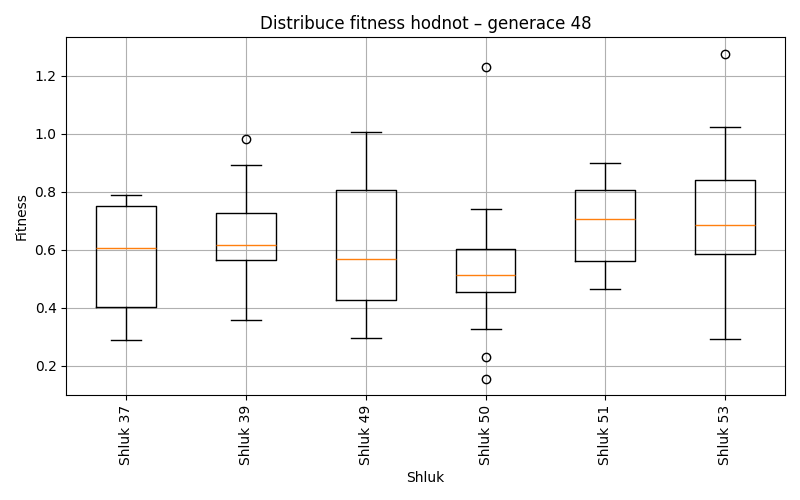 Distribuce fitness hodnot – generace 48
Fitness
1.2
1.0
0.8
0.6
0.4
0.2
Shluk 37
Shluk 39
Shluk 49
Shluk 50
Shluk 51
Shluk 53
Shluk